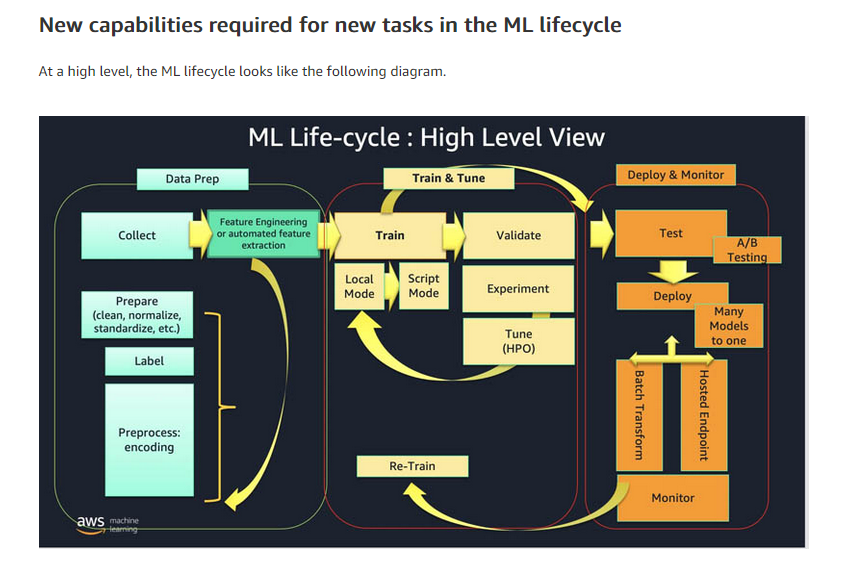 New capabilities required for new tasks in the ML lifecycle
At a high level, the ML lifecycle looks like the following diagram.
ML Life-cycle : High Level View
Data Prep
Collect
Feature Engineering
or automated feature
extraction
Prepare
(clean, normalize,
standardize, etc.)
Label
Preprocess:
encoding
aws machine
learning
Train & Tune
Train
Validate
Local
Mode
Script
Mode
Experiment
Tune
(HPO)
Re-Train
Deploy & Monitor
Test
A/B
Testing
Deploy
Many
Models
to one
Batch Transform
Hosted Endpoint
Monitor